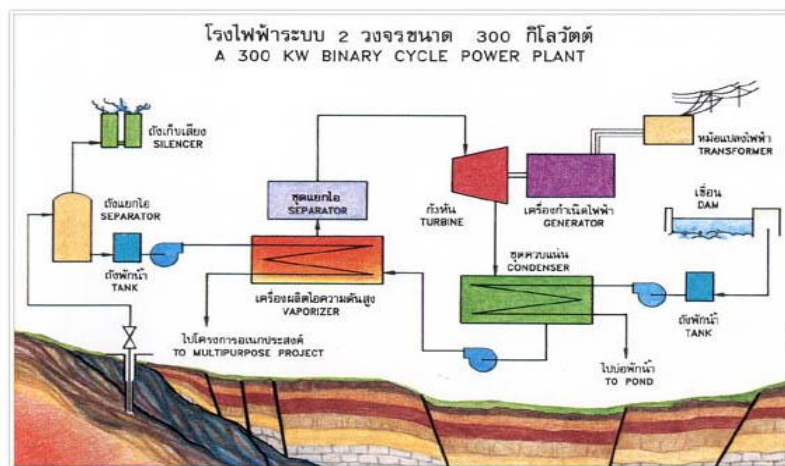 โรงไฟฟ้าระบบ 2 วงจรขนาด 300 กิโลวัตต์
A 300 KW BINARY CYCLE POWER PLANT
ถังเก็บเสียง
SILENCER
หม้อแปลงไฟฟ้า
TRANSFORMER
ถังแยกไอ
SEPARATOR
ชุดแยกไอ
SEPARATOR
กังหัน
TURBINE
เครื่องกำเนิดไฟฟ้า
GENERATOR
เขื่อน
DAM
ถังพักน้ำ
TANK
เครื่องผลิตไอความดันสูง
VAPORIZER
ชุดควบแน่น
CONDENSER
ถังพักน้ำ
TANK
ไปโครงการอเนกประสงค์
TO MULTIPURPOSE PROJECT
ไปบ่อพักน้ำ
TO POND